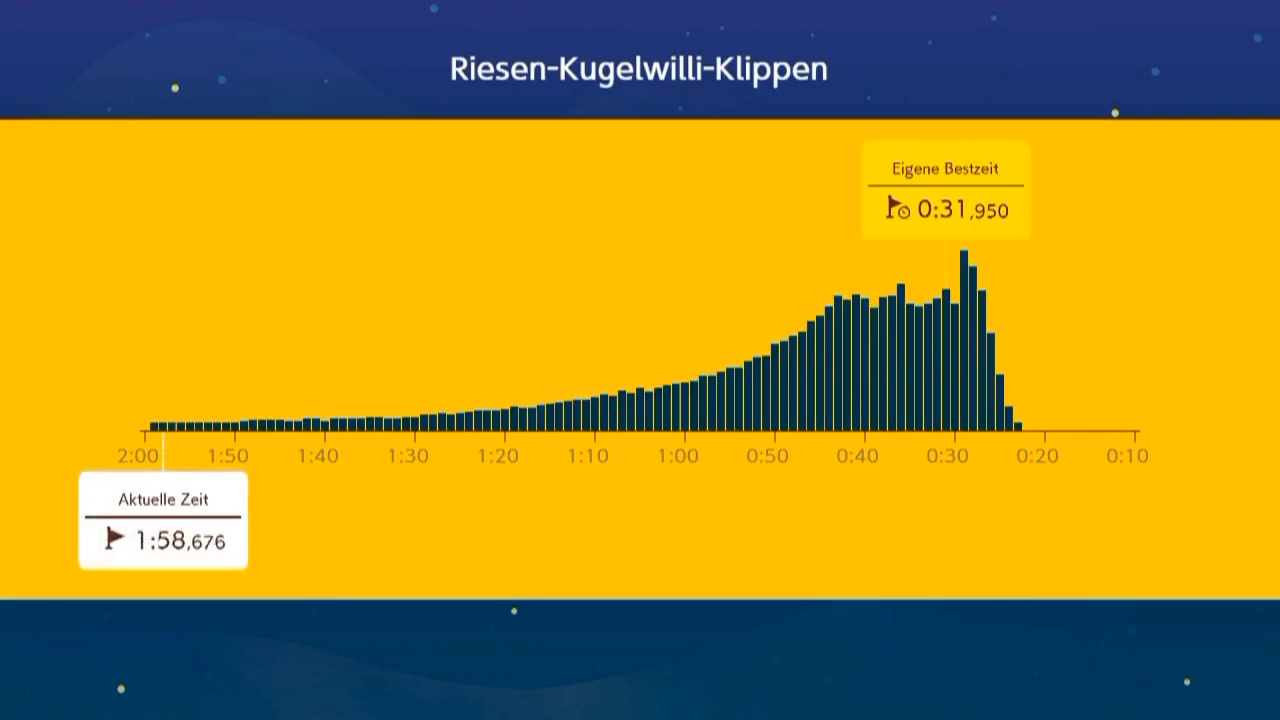 Riesen-Kugelwilli-Klippen
Eigene Bestzeit
0:31,950
2:00 1:50 1:40 1:30 1:20 1:10 1:00 0:50 0:40 0:30 0:20 0:10
Aktuelle Zeit
1:58,676